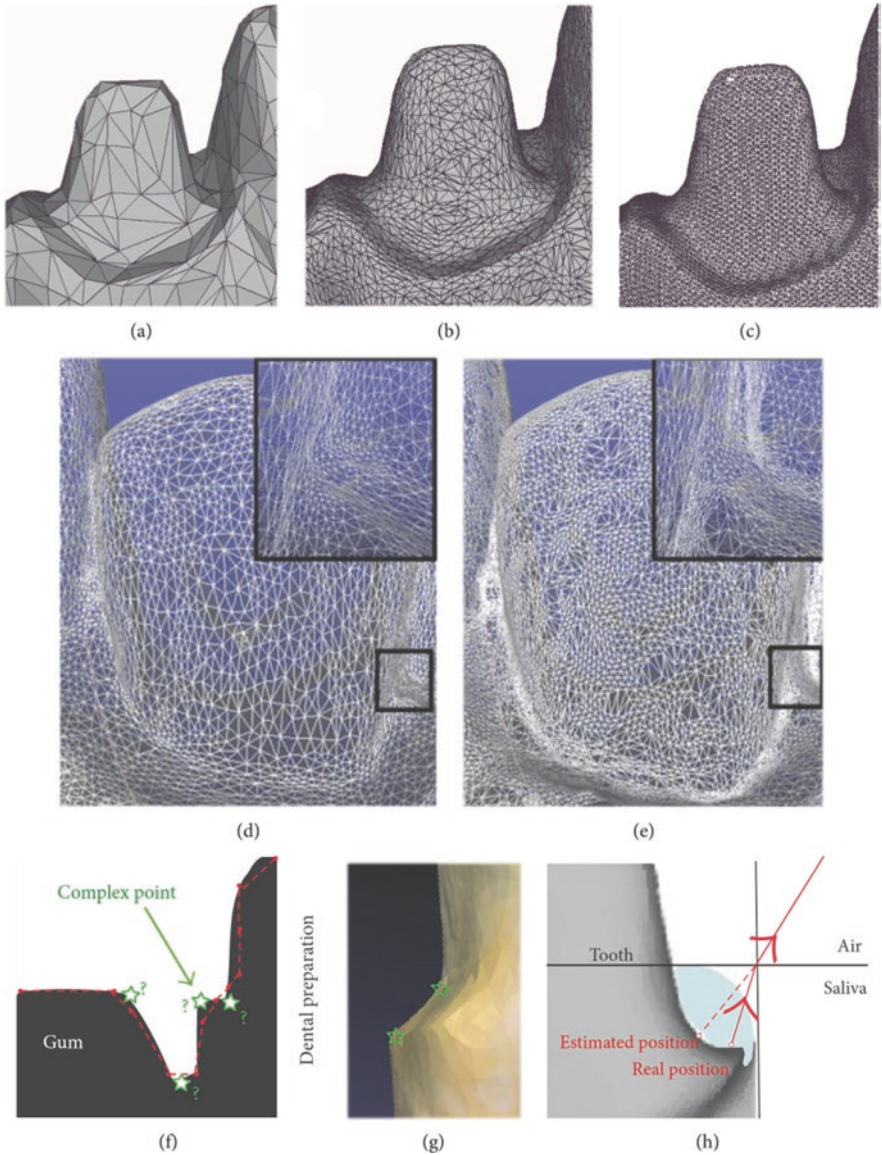 (a)
(b)
(c)
(d)
(e)
Complex point
?
?
?
?
Gum
Dental preparation
Tooth
Air
Saliva
Estimated position
Real position
(f)
(g)
(h)